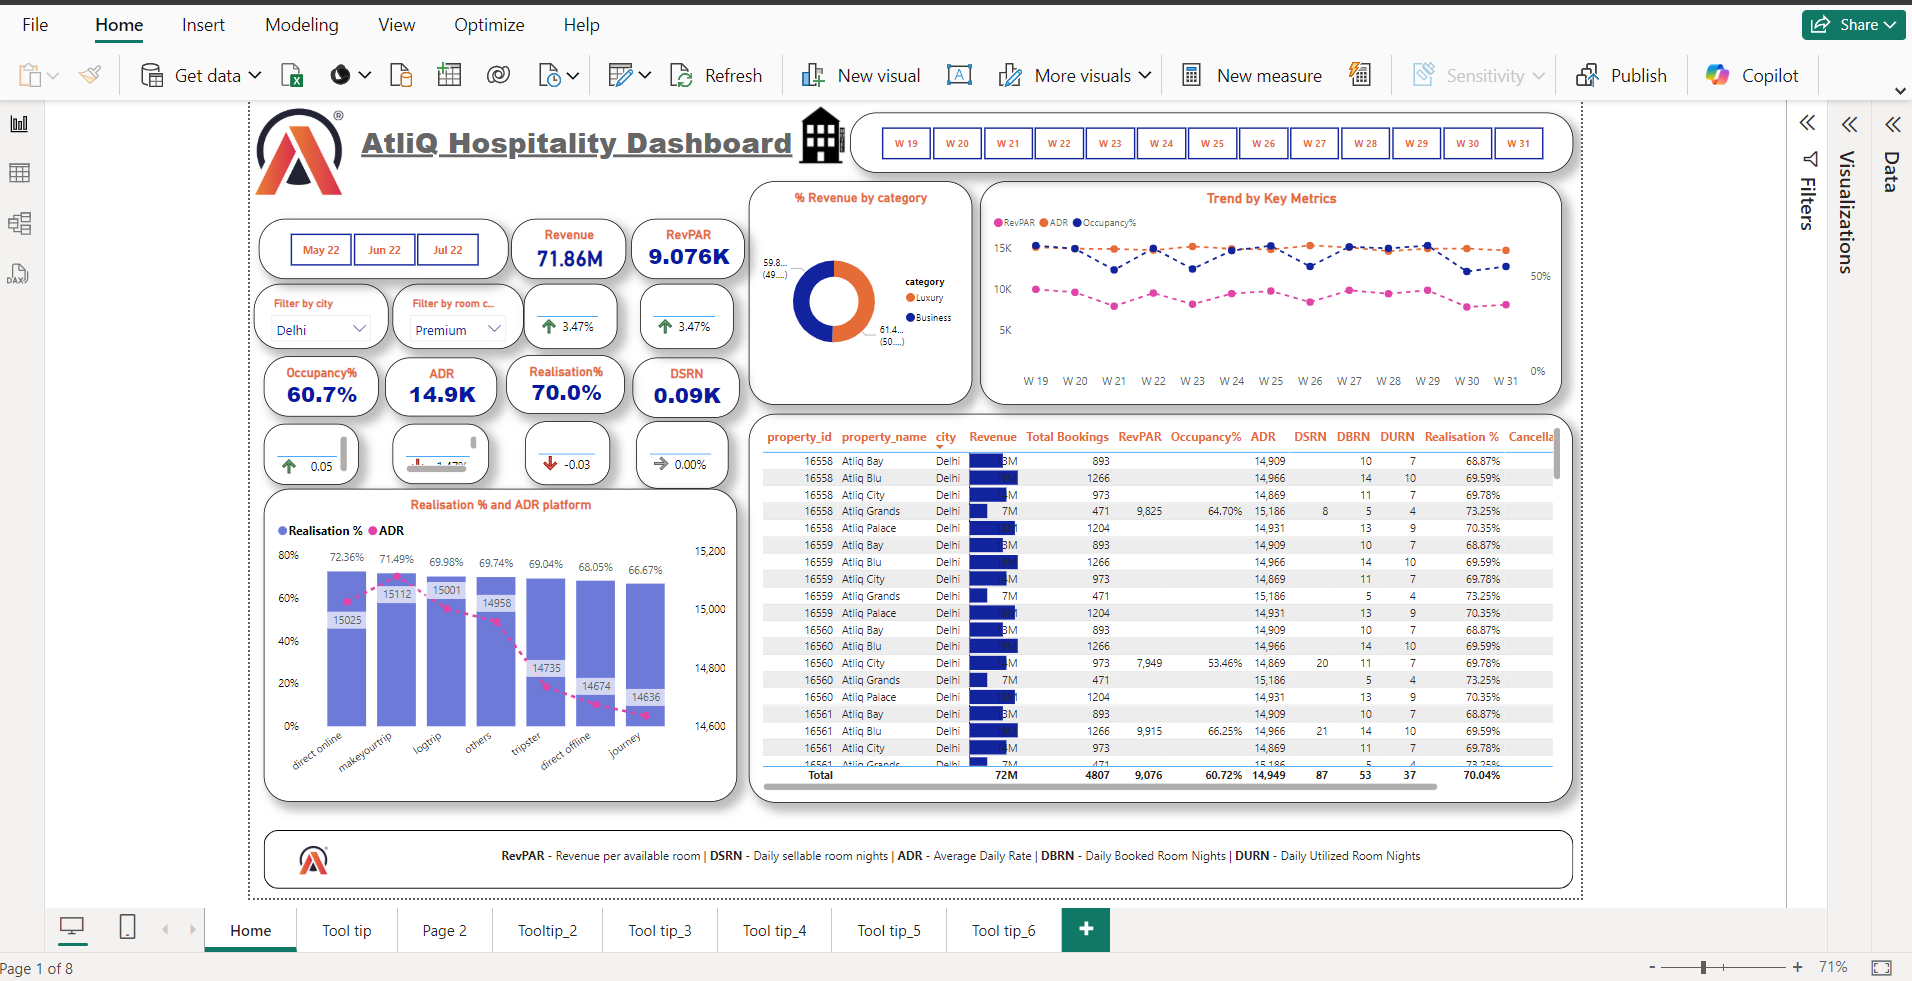 File Home Insert Modeling View Optimize Help
Share
Get data
Refresh
New visual
More visuals
New measure
Sensitivity
Publish
Copilot
AtliQ Hospitality Dashboard
W 19 W 20 W 21 W 22 W 23 W 24 W 25 W 26 W 27 W 28 W 29 W 30 W 31
May 22 Jun 22 Jul 22
Revenue
71.86M
RevPAR
9.076K
Filter by city
Delhi
Filter by room c...
Premium
3.47%
3.47%
Occupancy%
60.7%
ADR
14.9K
Realisation%
70.0%
DSRN
0.09K
0.05
-0.03
0.00%
% Revenue by category
59.8...
(49....)
61.4...
(50....)
category
Luxury
Business
Trend by Key Metrics
RevPAR ADR Occupancy%
15K
10K
5K
50%
0%
W 19 W 20 W 21 W 22 W 23 W 24 W 25 W 26 W 27 W 28 W 29 W 30 W 31
Realisation % and ADR platform
Realisation % ADR
80%
60%
40%
20%
0%
72.36% 71.49% 69.98% 69.74% 69.04% 68.05% 66.67%
15025 15112 15001 14958 14735 14674 14636
15,200
15,000
14,800
14,600
direct online makeyourtrip logtrip others tripster direct offline journey
property_id property_name city Revenue Total Bookings RevPAR Occupancy% ADR DSRN DBRN DURN Realisation % Cancella
16558 Atliq Bay Delhi 893 14,909 10 7 68.87%
16558 Atliq Blu Delhi 1266 14,966 14 10 69.59%
16558 Atliq City Delhi 973 14,869 11 7 69.78%
16558 Atliq Grands Delhi 7M 471 9,825 64.70% 15,186 8 5 4 73.25%
16558 Atliq Palace Delhi 1204 14,931 13 9 70.35%
16559 Atliq Bay Delhi 893 14,909 10 7 68.87%
16559 Atliq Blu Delhi 1266 14,966 14 10 69.59%
16559 Atliq City Delhi 973 14,869 11 7 69.78%
16559 Atliq Grands Delhi 7M 471 15,186 5 4 73.25%
16559 Atliq Palace Delhi 1204 14,931 13 9 70.35%
16560 Atliq Bay Delhi 893 14,909 10 7 68.87%
16560 Atliq Blu Delhi 1266 14,966 14 10 69.59%
16560 Atliq City Delhi 973 7,949 53.46% 14,869 20 11 7 69.78%
16560 Atliq Grands Delhi 7M 471 15,186 5 4 73.25%
16560 Atliq Palace Delhi 1204 14,931 13 9 70.35%
16561 Atliq Bay Delhi 893 14,909 10 7 68.87%
16561 Atliq Blu Delhi 1266 9,915 66.25% 14,966 21 14 10 69.59%
16561 Atliq City Delhi 973 14,869 11 7 69.78%
16561 Atliq Grands Delhi 7M 471 15,186 5 4 73.25%
Total 72M 4807 9,076 60.72% 14,949 87 53 37 70.04%
RevPAR - Revenue per available room | DSRN - Daily sellable room nights | ADR - Average Daily Rate | DBRN - Daily Booked Room Nights | DURN - Daily Utilized Room Nights
Filters
Visualizations
Data
DAX
Home Tool tip Page 2 Tooltip_2 Tool tip_3 Tool tip_4 Tool tip_5 Tool tip_6
Page 1 of 8
- + 71%